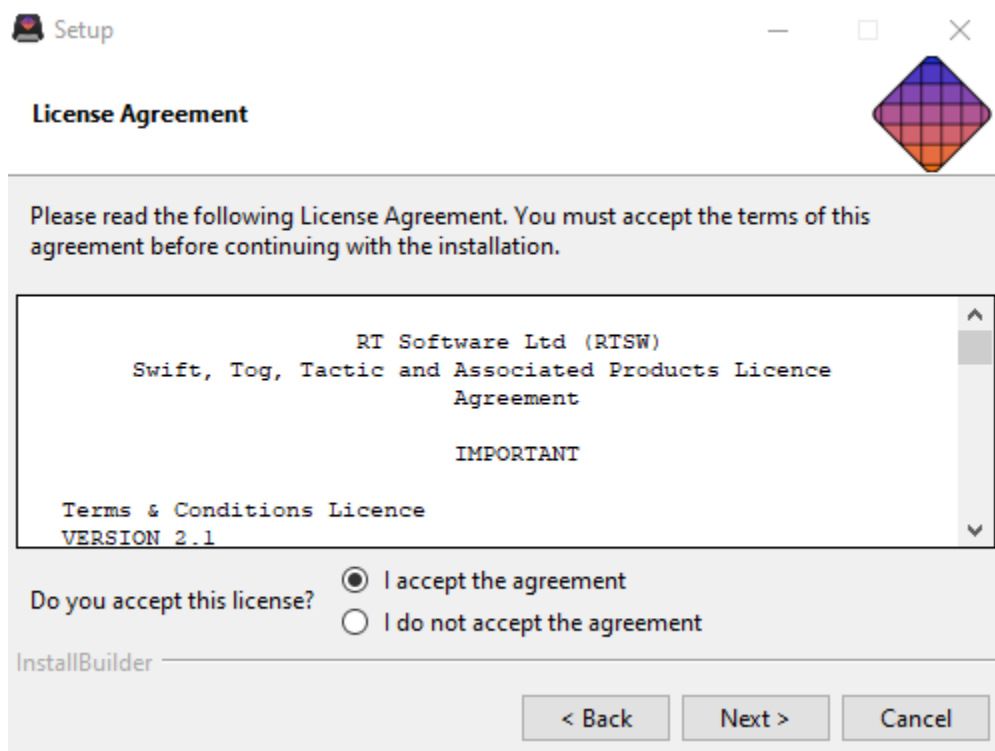 Setup
License Agreement
Please read the following License Agreement. You must accept the terms of this
agreement before continuing with the installation.
RT Software Ltd (RTSW)
Swift, Tog, Tactic and Associated Products Licence
Agreement
IMPORTANT
Terms & Conditions Licence
VERSION 2.1
Do you accept this license?
I accept the agreement
I do not accept the agreement
InstallBuilder
< Back
Next >
Cancel